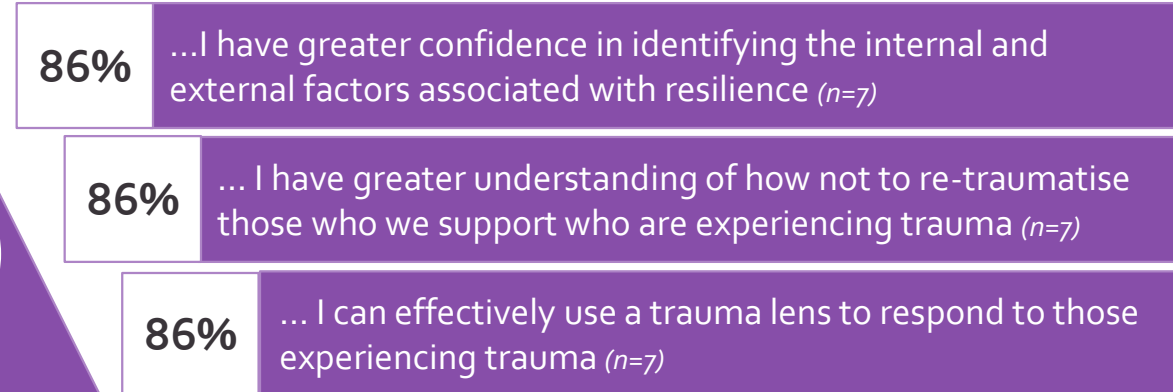 86%
...I have greater confidence in identifying the internal and
external factors associated with resilience (n=7)
86%
... I have greater understanding of how not to re-traumatise
those who we support who are experiencing trauma (n=7)
86%
... I can effectively use a trauma lens to respond to those
experiencing trauma (n=7)